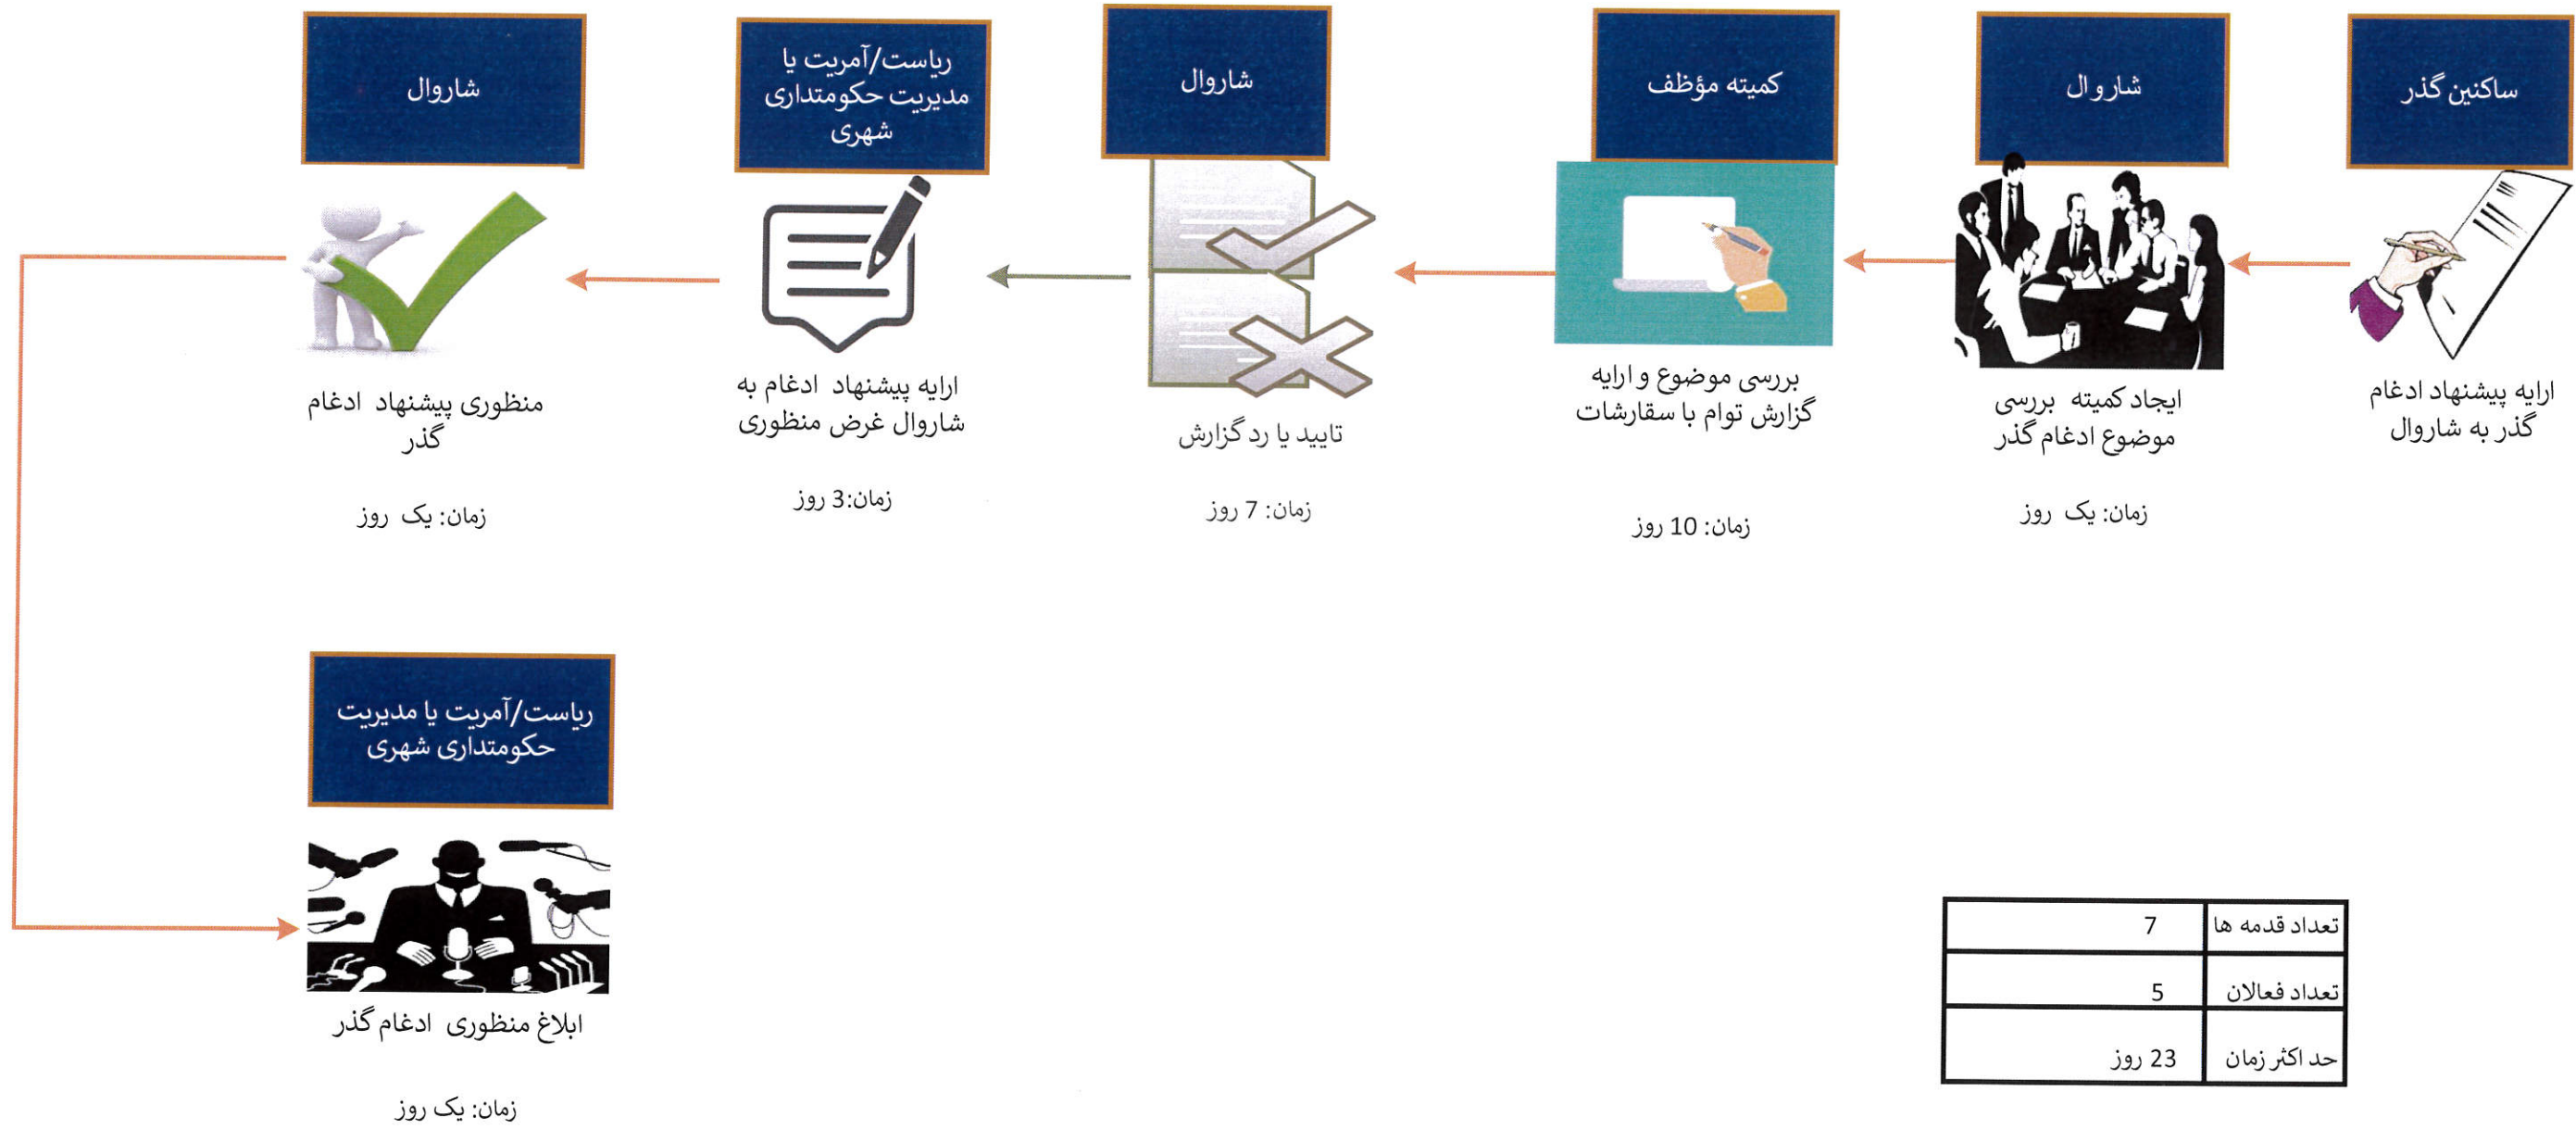 ساکنین گذر
ارایه پیشنهاد ادغام
گذر به شاروال
شارو ال
ایجاد کمیته بررسی
موضوع ادغام گذر
زمان: یک روز
کمیته مؤظف
بررسی موضوع و ارایه
گزارش توام با سقارشات
زمان: 10 روز
شاروال
تایید یا رد گزارش
زمان: 7 روز
ریاست/آمریت یا
مدیریت حکومتداری
شهری
ارایه پیشنهاد ادغام به
شاروال غرض منظوری
زمان:3 روز
شاروال
منظوری پیشنهاد ادغام
گذر
زمان: یک روز
ریاست/آمریت یا مدیریت
حکومتداری شهری
ابلاغ منظوری ادغام گذر
زمان: یک روز
تعداد قدمه ها 7
تعداد فعالان 5
حد اکثر زمان 23 روز